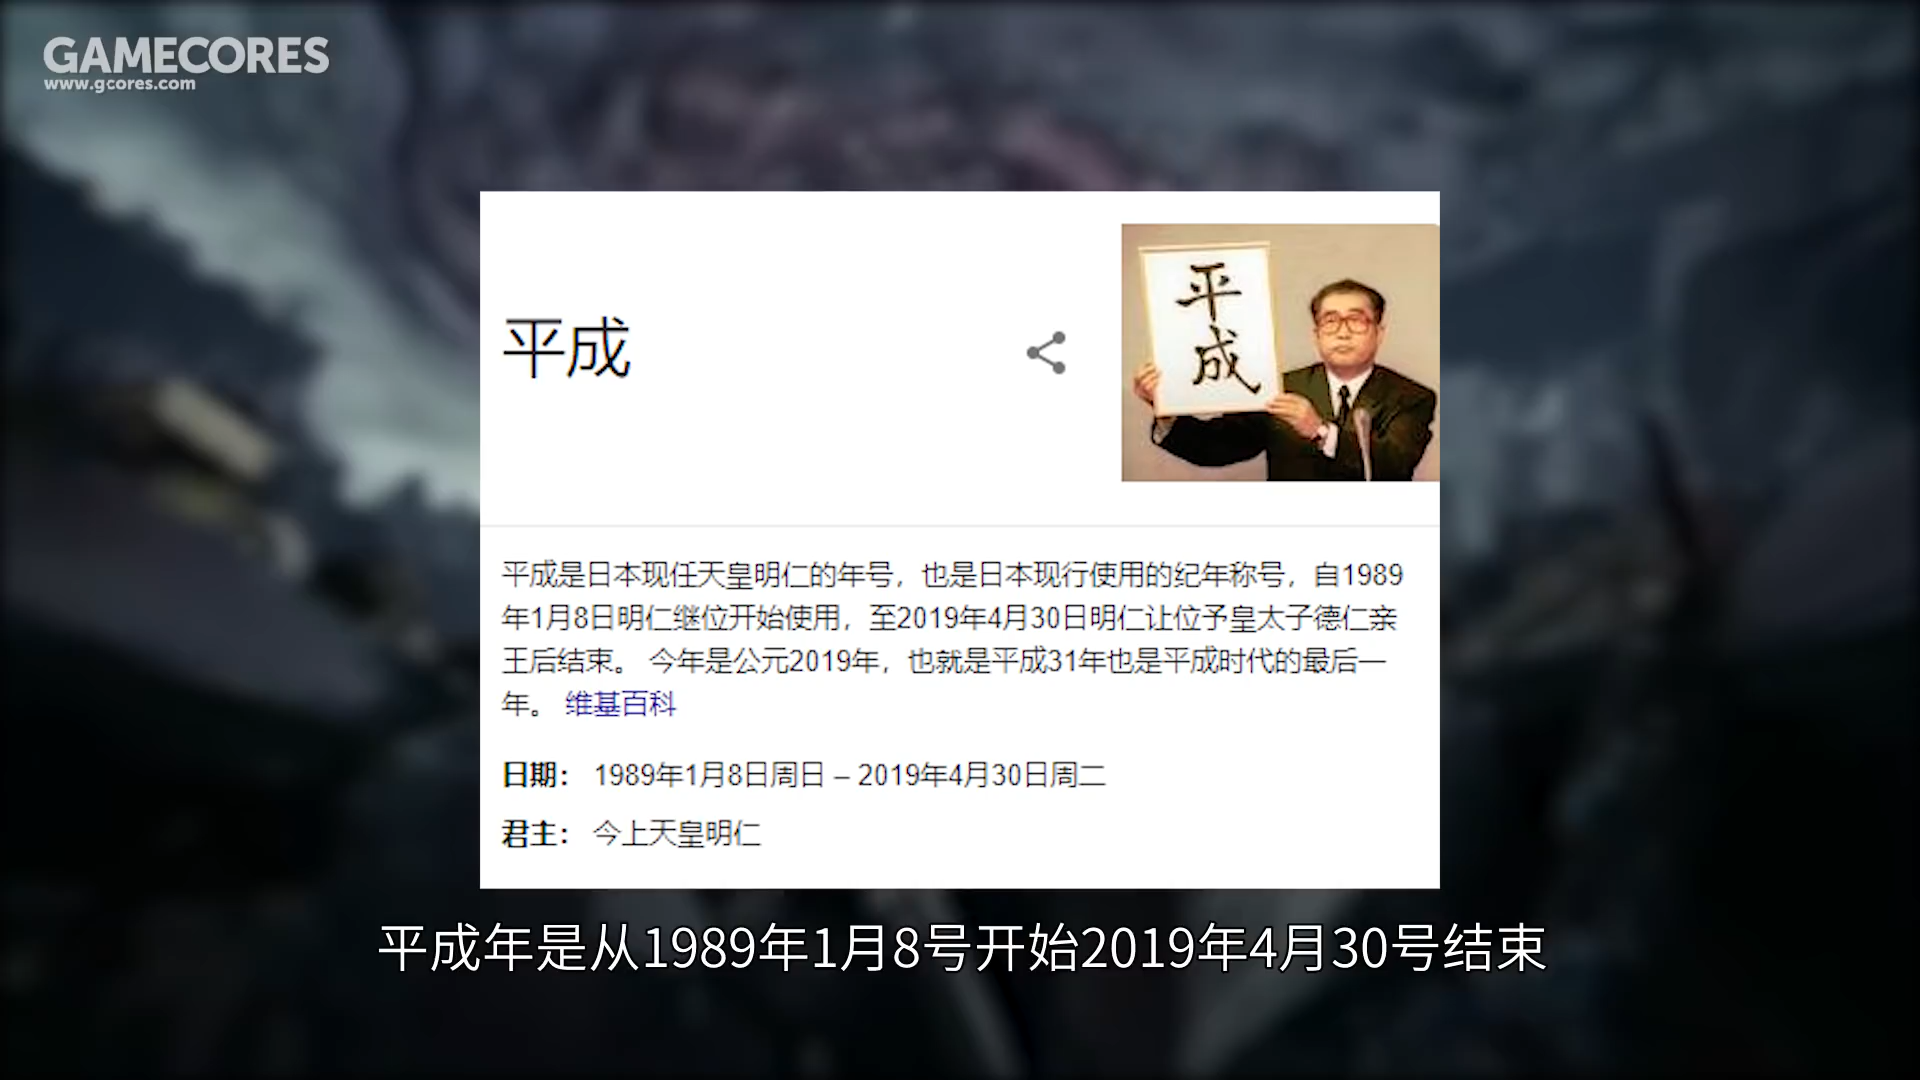 GAMECORES
www.gcores.com
平成
平
成
平成是日本现任天皇明仁的年号，也是日本现行使用的纪年称号，自1989
年1月8日明仁继位开始使用，至2019年4月30日明仁让位予皇太子德仁亲
王后结束。 今年是公元2019年，也就是平成31年也是平成时代的最后一
年。 维基百科
日期： 1989年1月8日周日 – 2019年4月30日周二
君主： 今上天皇明仁
平成年是从1989年1月8号开始2019年4月30号结束